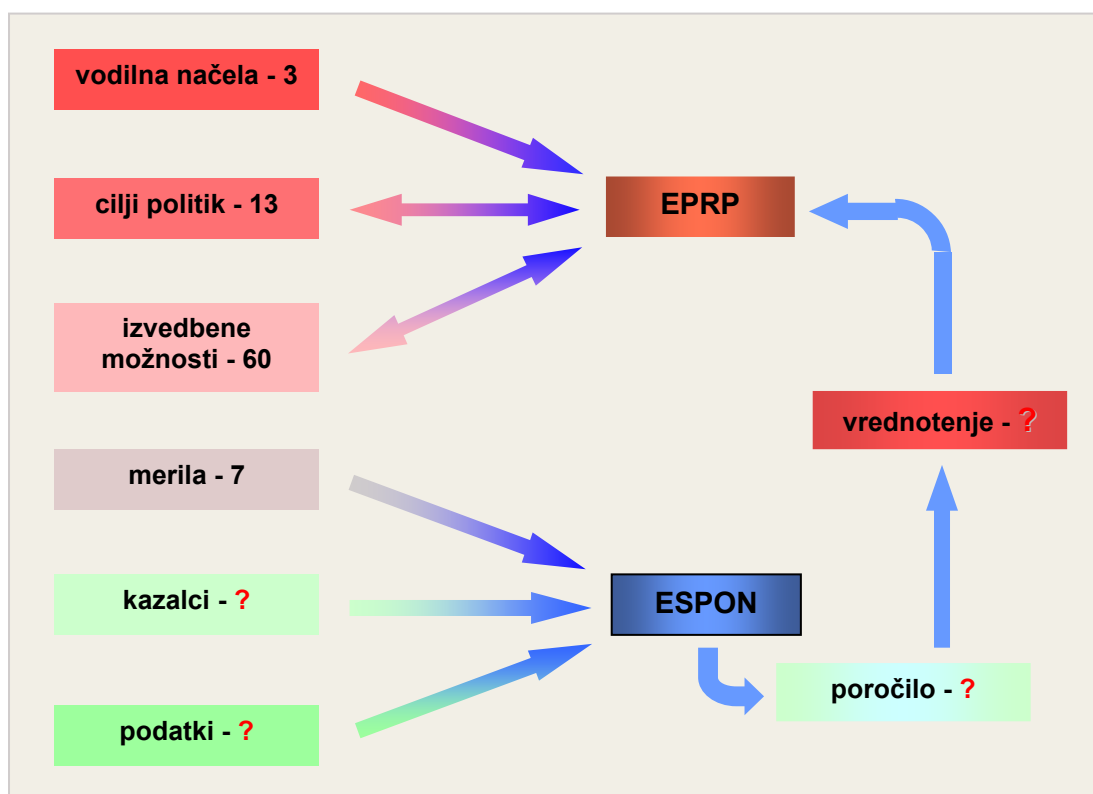 vodilna načela - 3
cilji politik - 13
EPRP
izvedbene
možnosti - 60
vrednotenje - ?
merila - 7
kazalci - ?
ESPON
poročilo - ?
podatki - ?